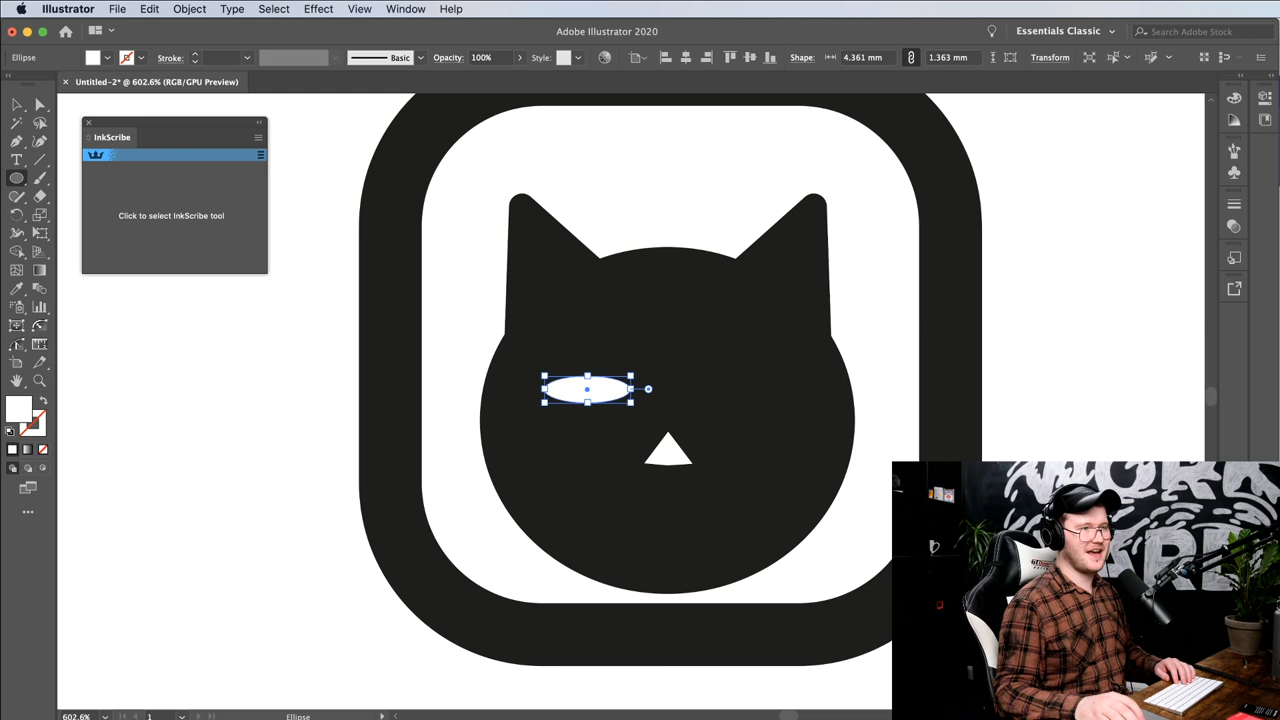 Illustrator File Edit Object Type Select Effect View Window Help
Adobe Illustrator 2020
Essentials Classic
Search Adobe Stock
Ellipse
Stroke:
Basic
Opacity: 100%
Style:
Shape:
4.361 mm
1.363 mm
Transform
Untitled-2* @ 602.6% (RGB/GPU Preview)
InkScribe
Click to select InkScribe tool
602.6%
1
Ellipse